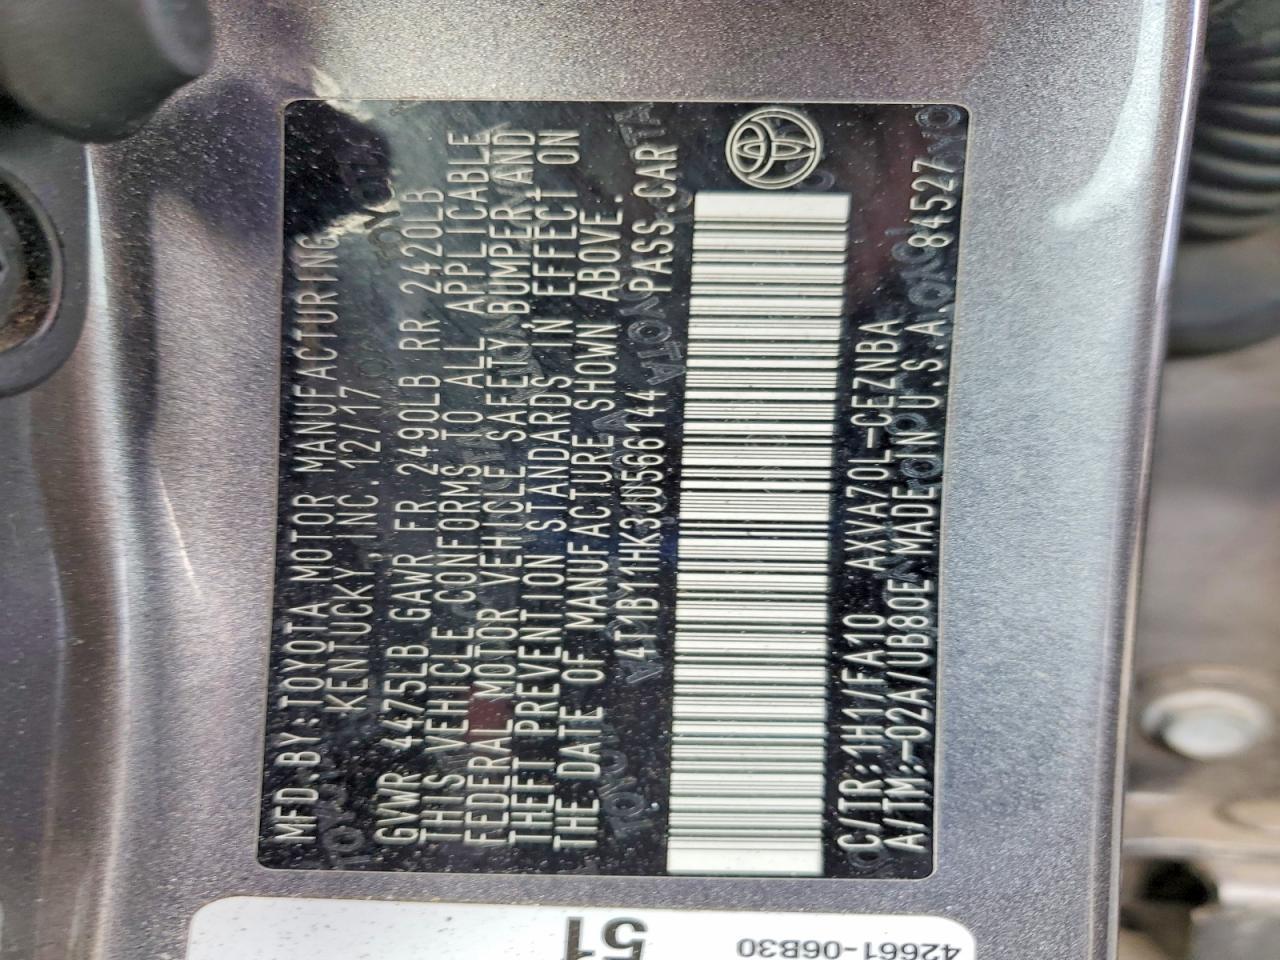 MFD.BY:TOYOTA MOTOR MANUFACTURING
KENTUCKY, INC. 12/17
GVWR 4475LB GAWR FR 2490LB RR 2420LB
THIS VEHICLE CONFORMS TO ALL APPLICABLE
FEDERAL MOTOR VEHICLE SAFETY, BUMPER, AND
THEFT PREVENTION STANDARDS IN EFFECT ON
THE DATE OF MANUFACTURE SHOWN ABOVE.
4T1B11HK3JU566144 PASS.CAR
C/TR:1H1/FA10 AXVA70L-CEZNBA
A/TM:-02A/UB80E MADE IN U.S.A. 84527
51
42661-06B30